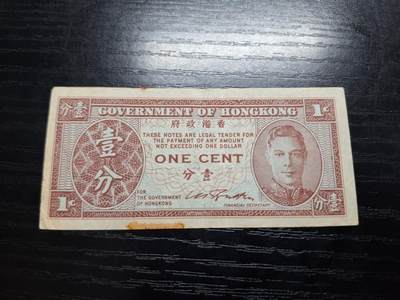 GOVERNMENT OF HONGKONG
分壹
1c
府政港香
THESE NOTES ARE LEGAL TENDER FOR
THE PAYMENT OF ANY AMOUNT
NOT EXCEEDING ONE DOLLAR
壹分
ONE CENT
分壹
FOR
THE GOVERNMENT
OF HONGKONG
FINANCIAL SECRETARY
1c
分壹